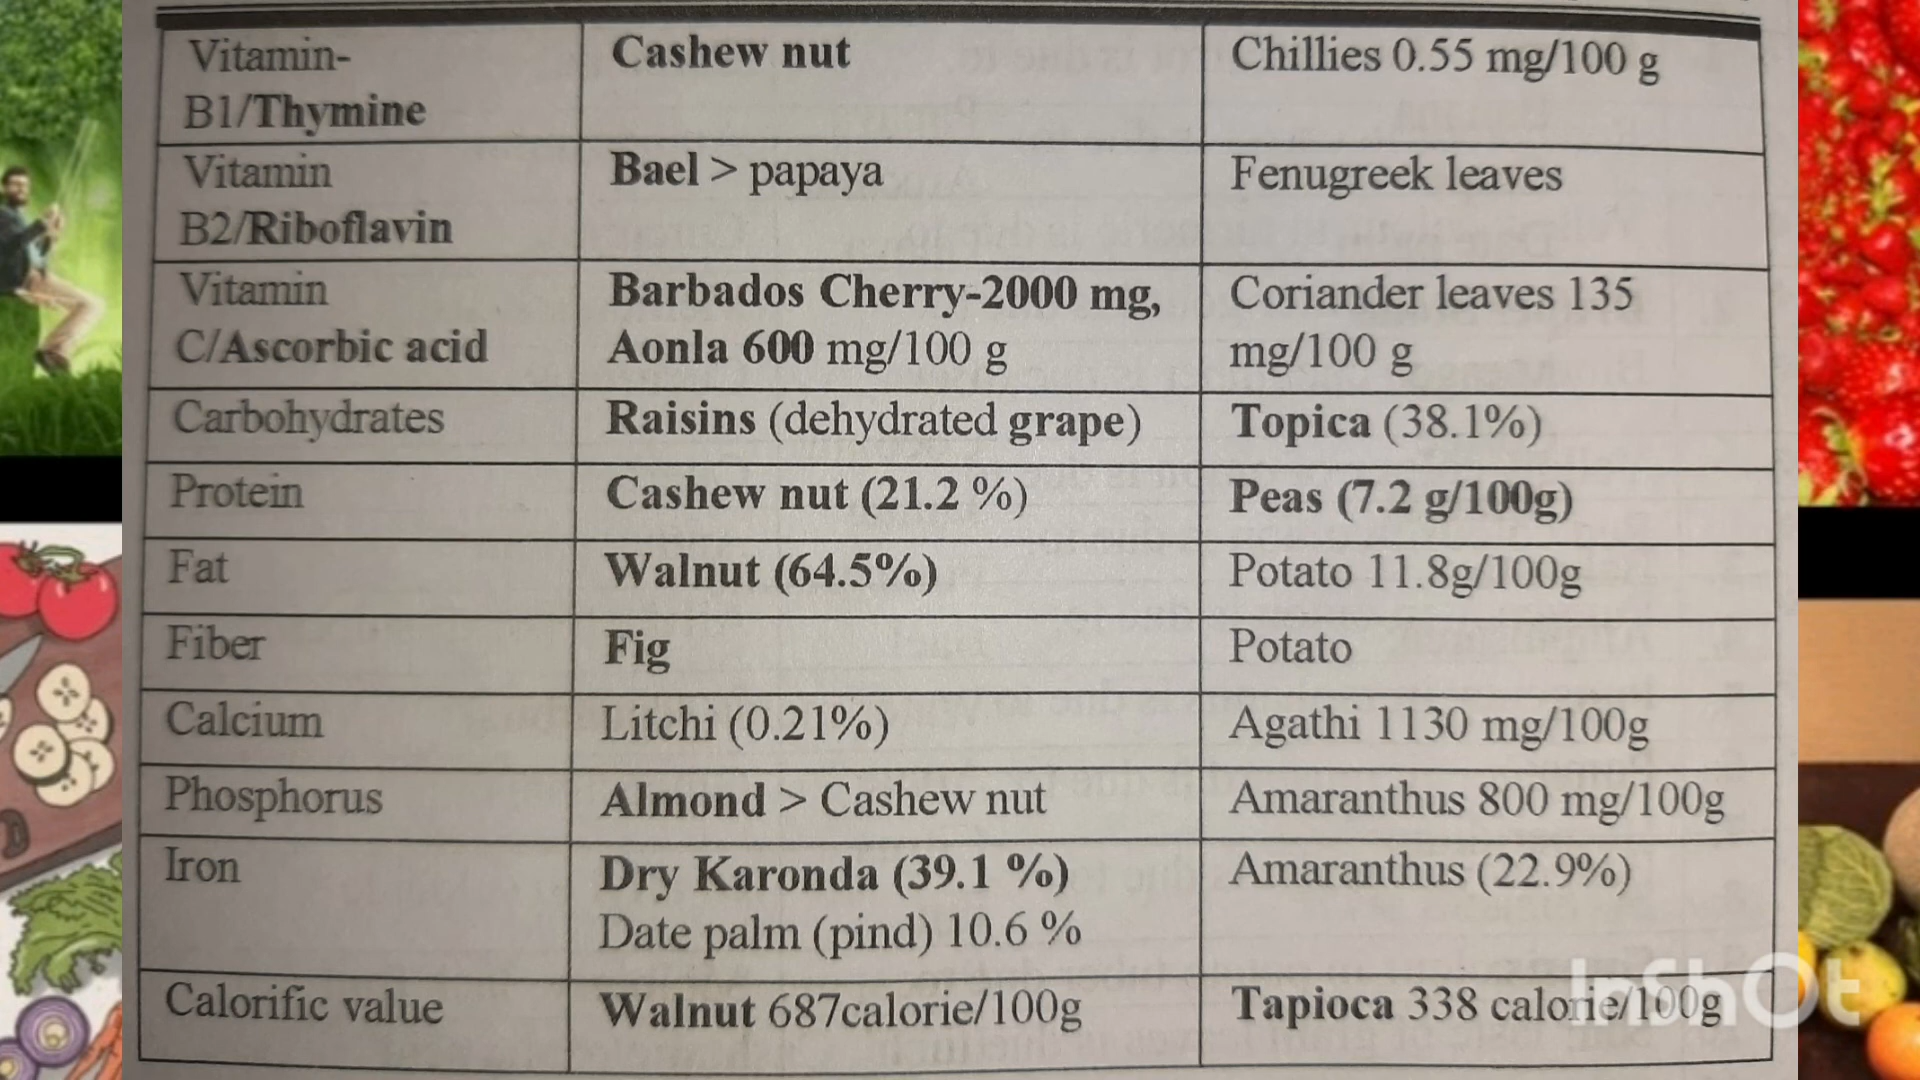 Vitamin-
B1/Thymine
Cashew nut
Chillies 0.55 mg/100 g
Vitamin
B2/Riboflavin
Bael > papaya
Fenugreek leaves
Vitamin
C/Ascorbic acid
Barbados Cherry-2000 mg,
Aonla 600 mg/100 g
Coriander leaves 135
mg/100 g
Carbohydrates
Raisins (dehydrated grape)
Topica (38.1%)
Protein
Cashew nut (21.2 %)
Peas (7.2 g/100g)
Fat
Walnut (64.5%)
Potato 11.8g/100g
Fiber
Fig
Potato
Calcium
Litchi (0.21%)
Agathi 1130 mg/100g
Phosphorus
Almond > Cashew nut
Amaranthus 800 mg/100g
Iron
Dry Karonda (39.1 %)
Date palm (pind) 10.6 %
Amaranthus (22.9%)
Calorific value
Walnut 687calorie/100g
Tapioca 338 calorie/100g
InShOt